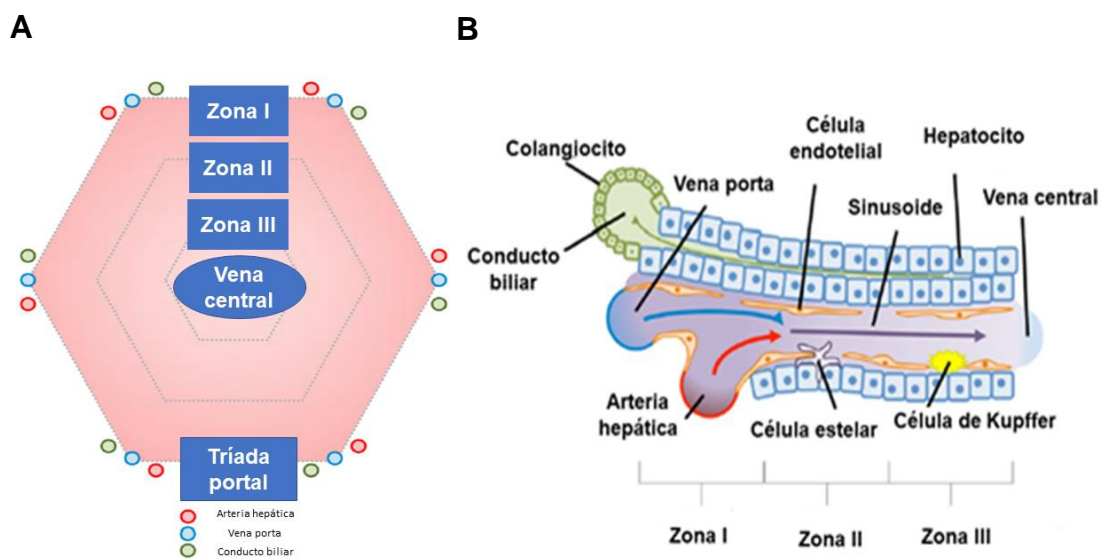 A
Zona I
Zona II
Zona III
Vena
central
Tríada
portal
Arteria hepática
Vena porta
Conducto biliar
B
Colangiocito
Vena porta
Célula
endotelial
Hepatocito
Sinusoide
Vena central
Conducto
biliar
Arteria
hepática
Célula estelar
Célula de Kupffer
Zona I
Zona II
Zona III